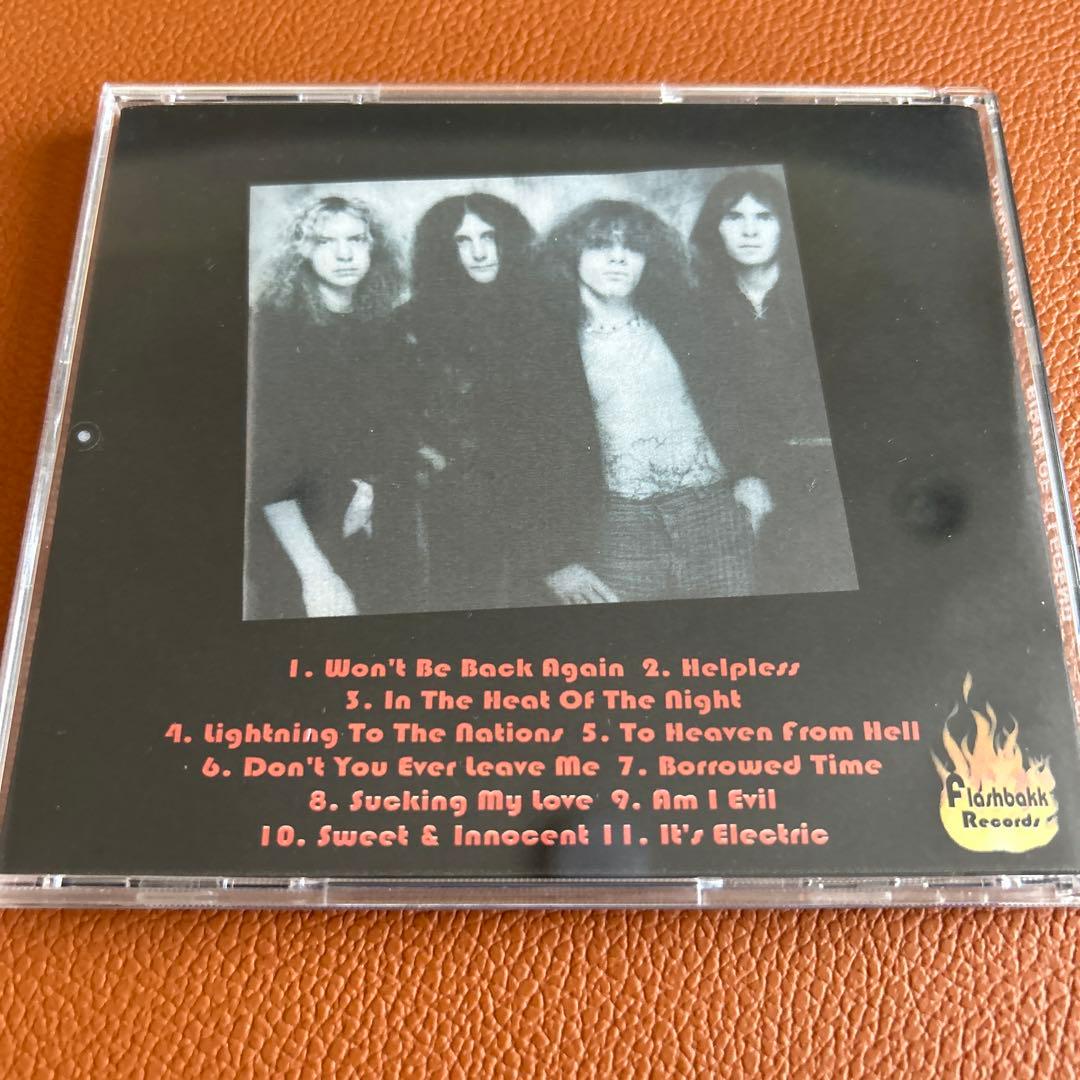 1. Won't Be Back Again 2. Helpless
3. In The Heat Of The Night
4. Lightning To The Nations 5. To Heaven From Hell
6. Don't You Ever Leave Me 7. Borrowed Time
8. Sucking My Love 9. Am I Evil
10. Sweet & Innocent 11. It's Electric
Flashbakk
Records